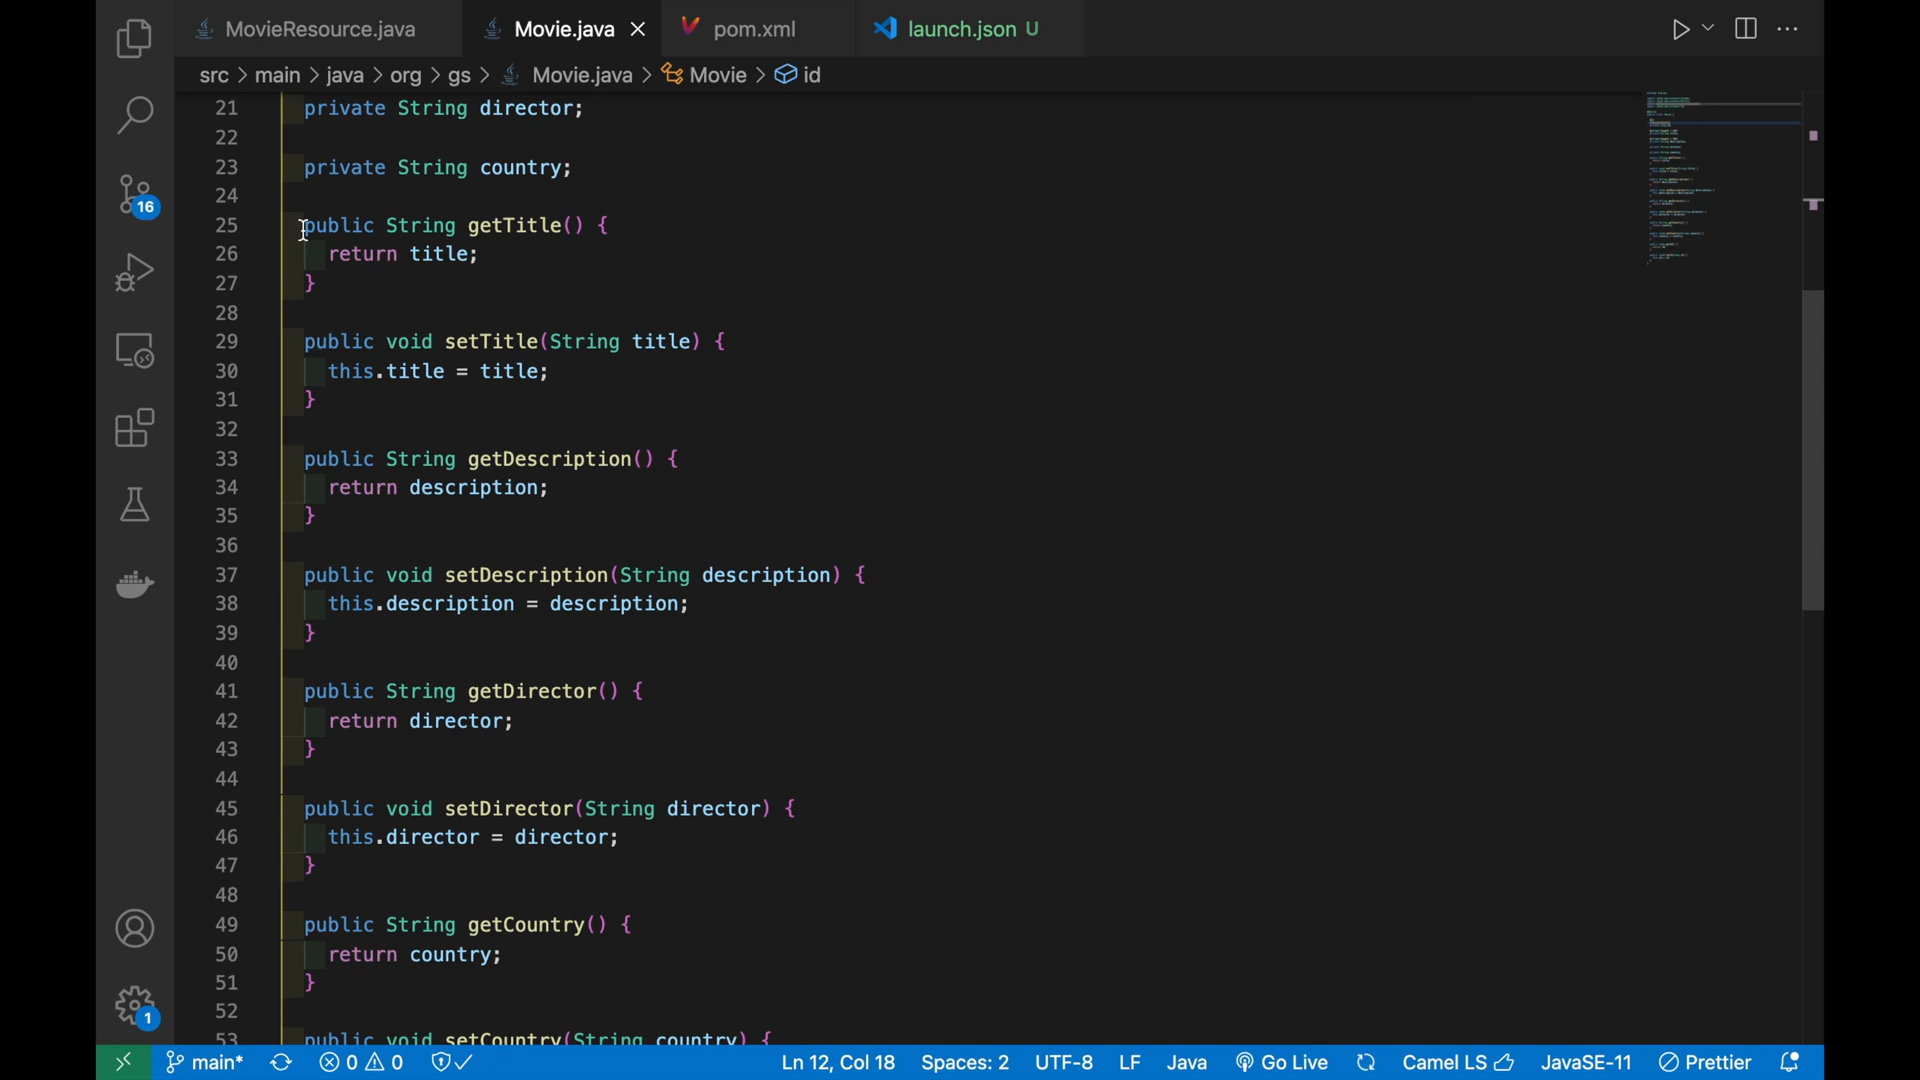 MovieResource.java Movie.java pom.xml launch.json U
src > main > java > org > gs > Movie.java > Movie > id
21 private String director;
22
23 private String country;
24
25 public String getTitle() {
26 return title;
27 }
28
29 public void setTitle(String title) {
30 this.title = title;
31 }
32
33 public String getDescription() {
34 return description;
35 }
36
37 public void setDescription(String description) {
38 this.description = description;
39 }
40
41 public String getDirector() {
42 return director;
43 }
44
45 public void setDirector(String director) {
46 this.director = director;
47 }
48
49 public String getCountry() {
50 return country;
51 }
52
53 public void setCountry(String country) {
16
1
main* 0 0 Ln 12, Col 18 Spaces: 2 UTF-8 LF Java Go Live Camel LS JavaSE-11 Prettier